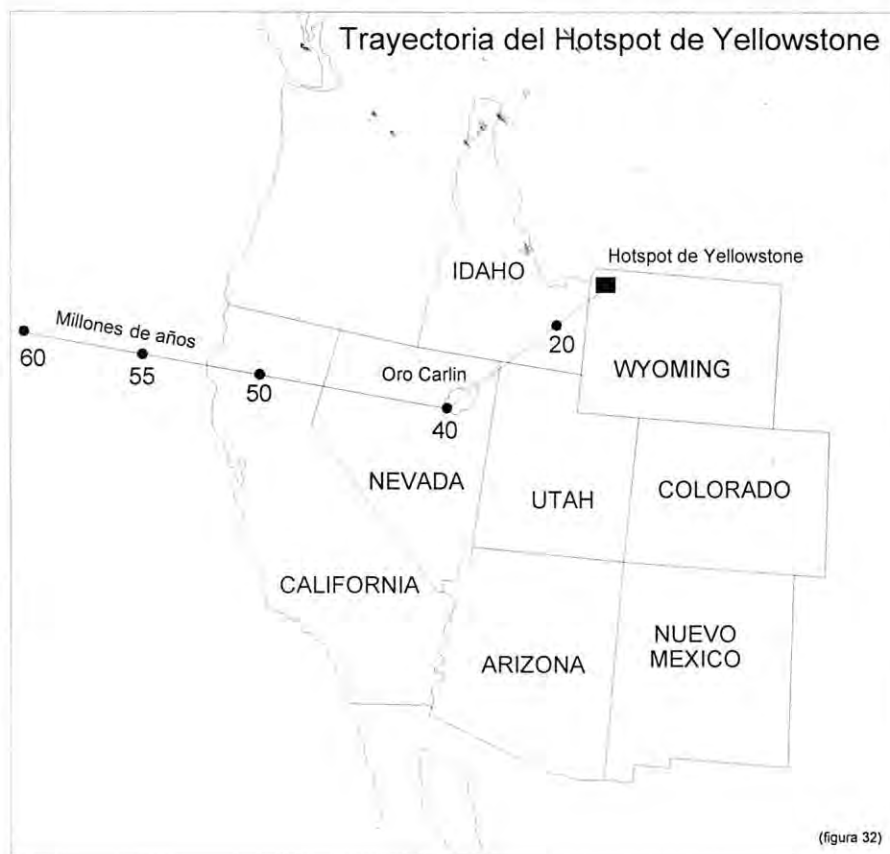 Trayectoria del Hotspot de Yellowstone
Hotspot de Yellowstone
IDAHO
Millones de años
20
60
55
50
Oro Carlin
WYOMING
40
NEVADA
UTAH
COLORADO
CALIFORNIA
ARIZONA
NUEVO
MEXICO
(figura 32)